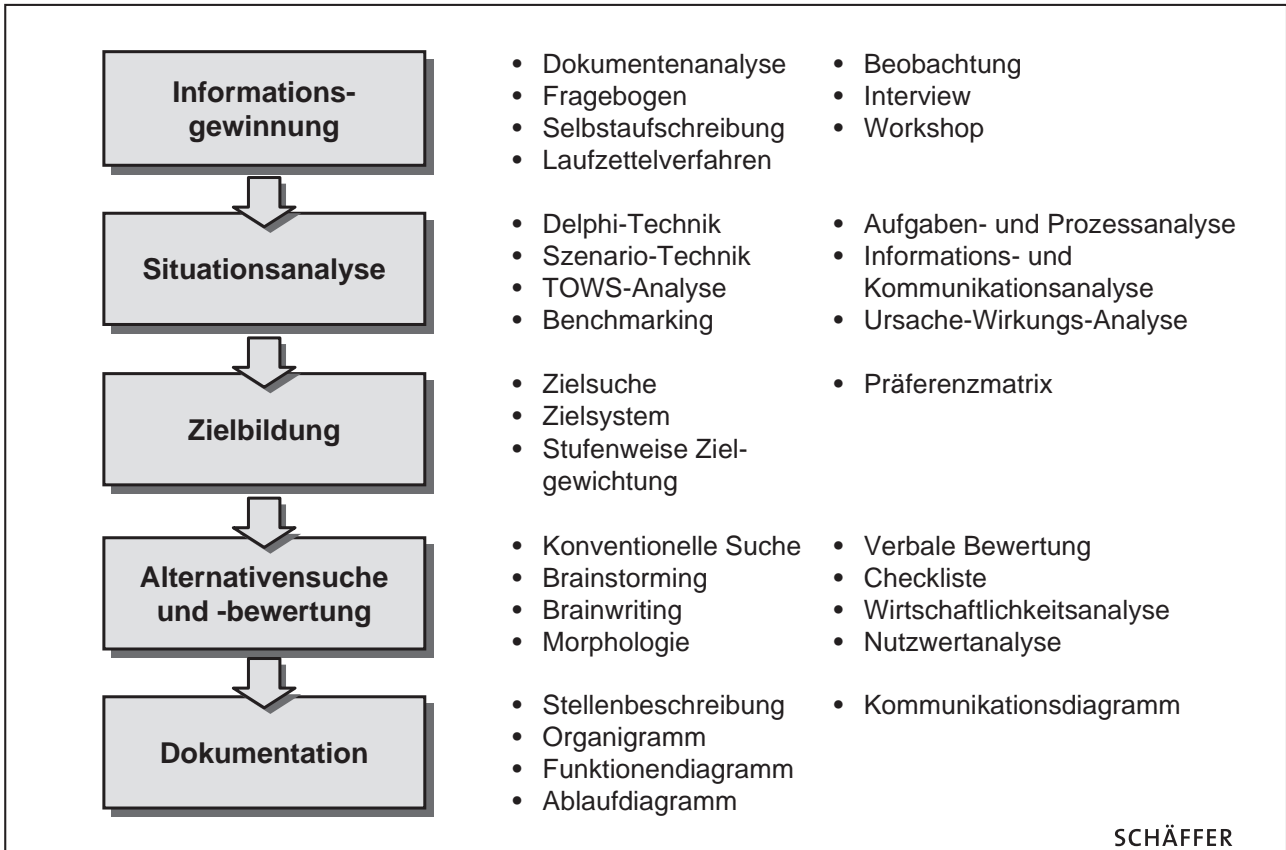 Informations-
gewinnung
• Dokumentenanalyse
• Fragebogen
• Selbstaufschreibung
• Laufzettelverfahren
• Beobachtung
• Interview
• Workshop
Situationsanalyse
• Delphi-Technik
• Szenario-Technik
• TOWS-Analyse
• Benchmarking
• Aufgaben- und Prozessanalyse
• Informations- und
Kommunikationsanalyse
• Ursache-Wirkungs-Analyse
Zielbildung
• Zielsuche
• Zielsystem
• Stufenweise Ziel-
gewichtung
• Präferenzmatrix
Alternativensuche
und -bewertung
• Konventionelle Suche
• Brainstorming
• Brainwriting
• Morphologie
• Verbale Bewertung
• Checkliste
• Wirtschaftlichkeitsanalyse
• Nutzwertanalyse
Dokumentation
• Stellenbeschreibung
• Organigramm
• Funktionendiagramm
• Ablaufdiagramm
• Kommunikationsdiagramm
SCHÄFFER